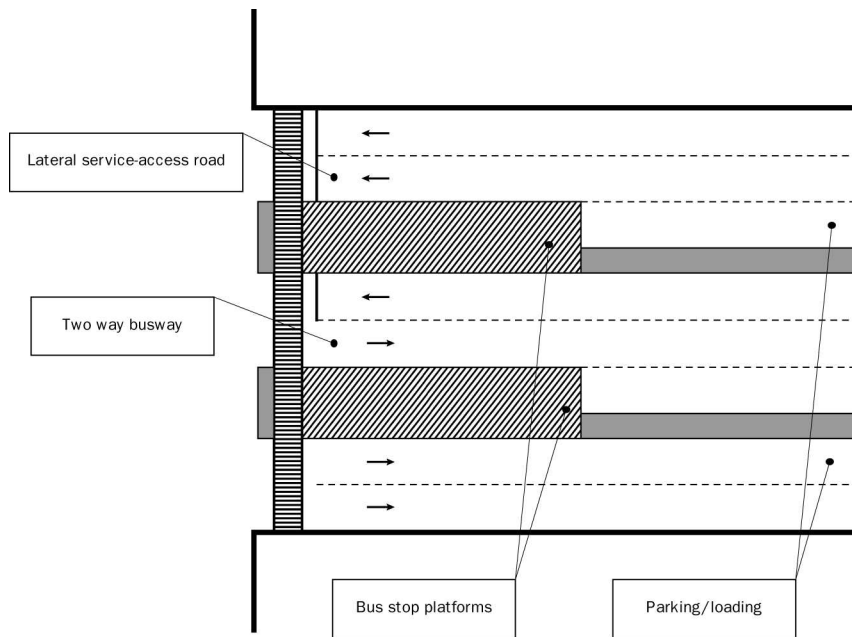 Lateral service-access road
Two way busway
Bus stop platforms
Parking/loading